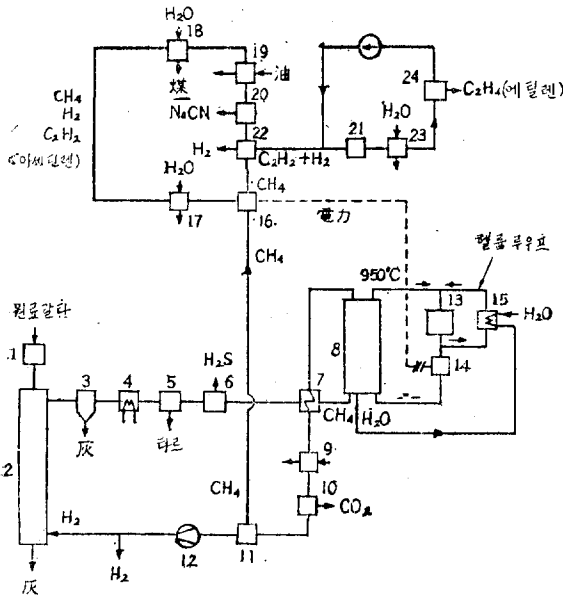 H₂O
18
19
油
煤
20
NaCN
CH₄
H₂
C₂H₂
(아세틸렌)
22
H₂
C₂H₂+H₂
21
H₂O
23
24
C₂H₄(에틸렌)
H₂O
17
CH₄
16
電力
CH₄
헬륨루우프
950°C
13
15
H₂O
원료갈탄
1
3
4
5
H₂S
6
7
8
14
2
灰
타르
CH₄
H₂O
9
CH₄
10
CO₂
H₂
12
11
H₂
灰